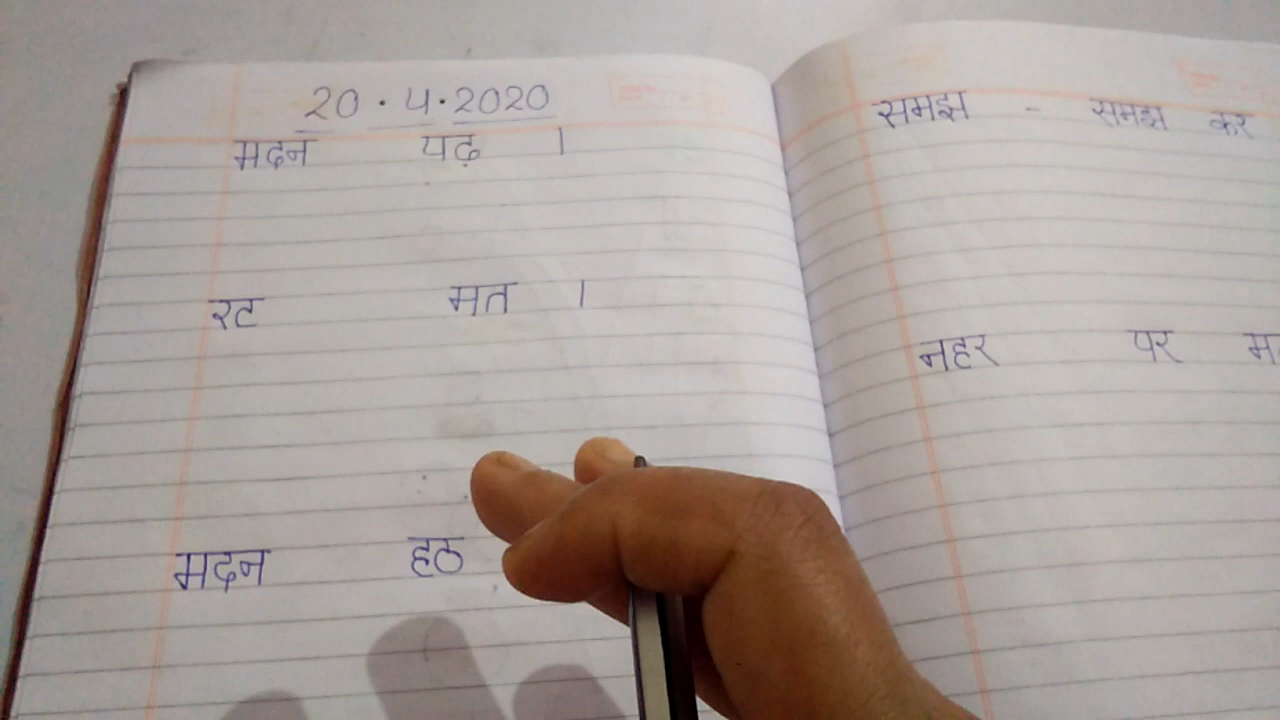 20.4.2020
मदन पढ़ ।
रट मत ।
मदन हठ
समझ - समझ कर
नहर पर